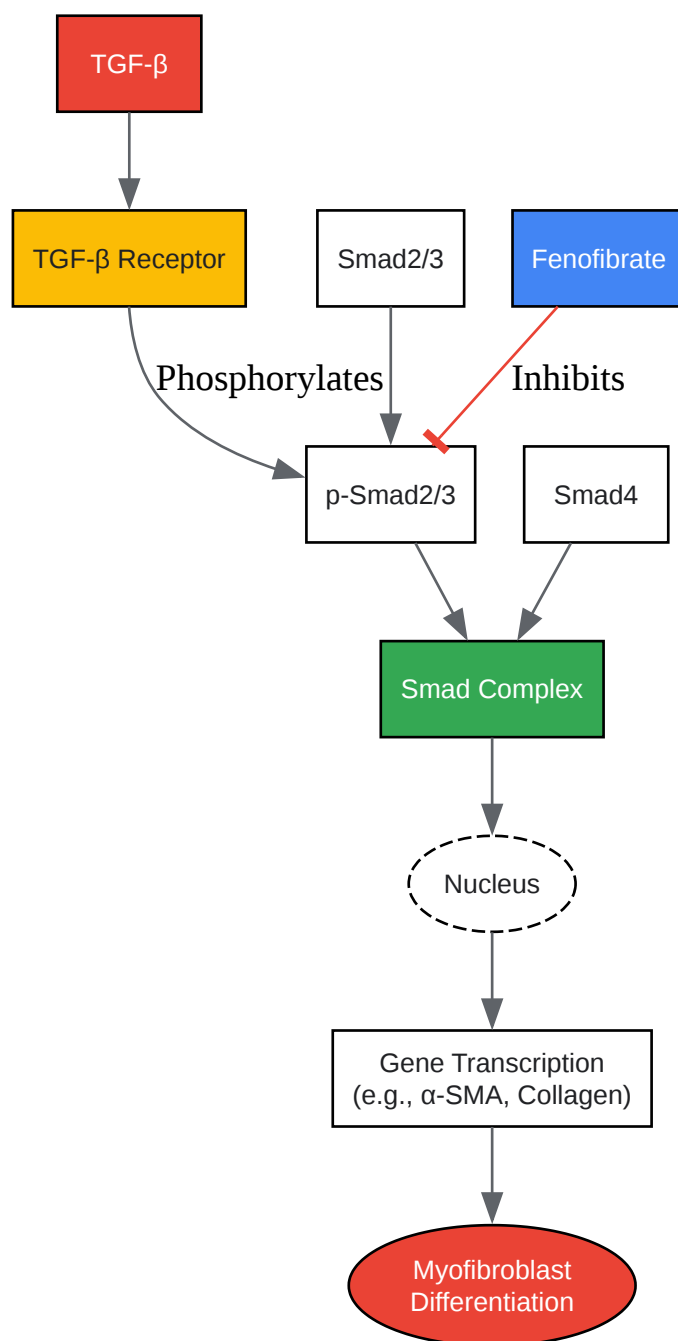 TGF-β
TGF-β Receptor
Smad2/3
Fenofibrate
Phosphorylates
Inhibits
p-Smad2/3
Smad4
Smad Complex
Nucleus
Gene Transcription
(e.g., α-SMA, Collagen)
Myofibroblast
Differentiation